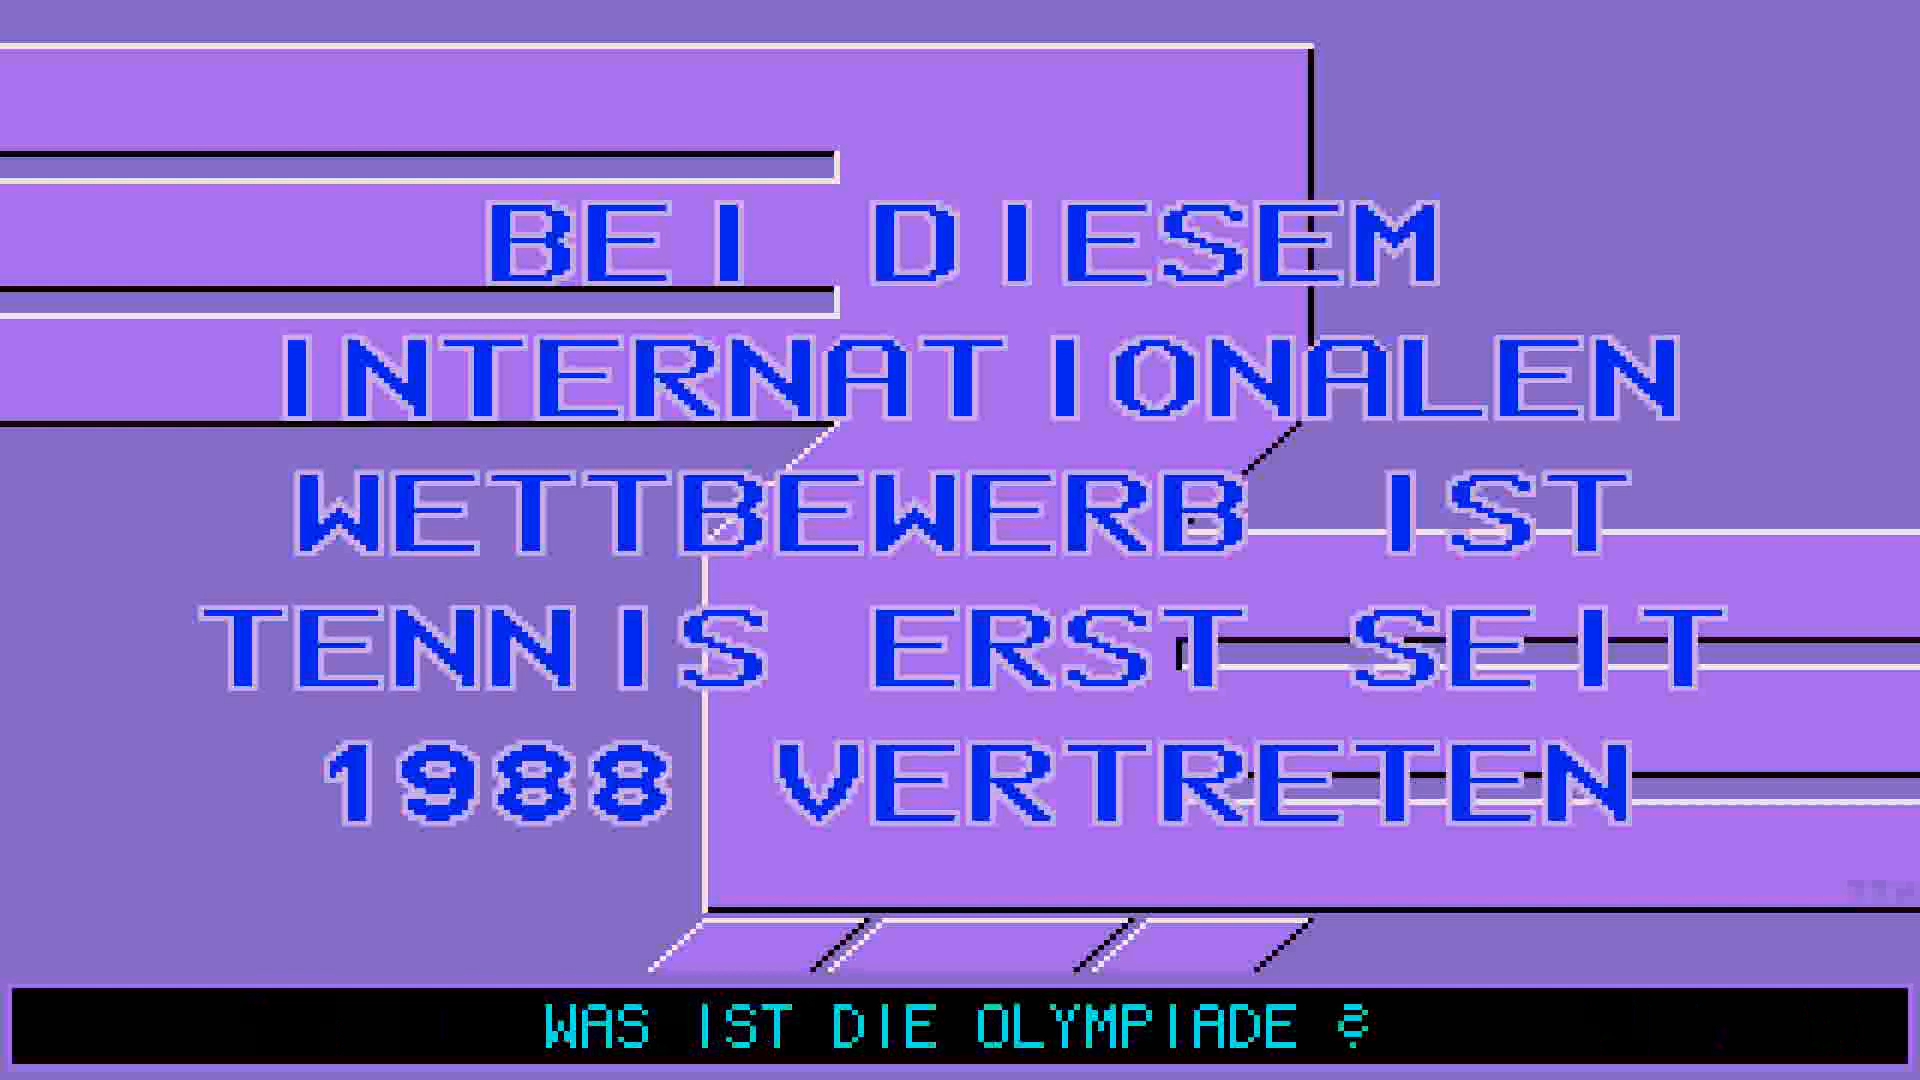 BEI DIESEM
INTERNATIONALEN
WETTBEWERB IST
TENNIS ERST SEIT
1988 VERTRETEN
WAS IST DIE OLYMPIADE ?